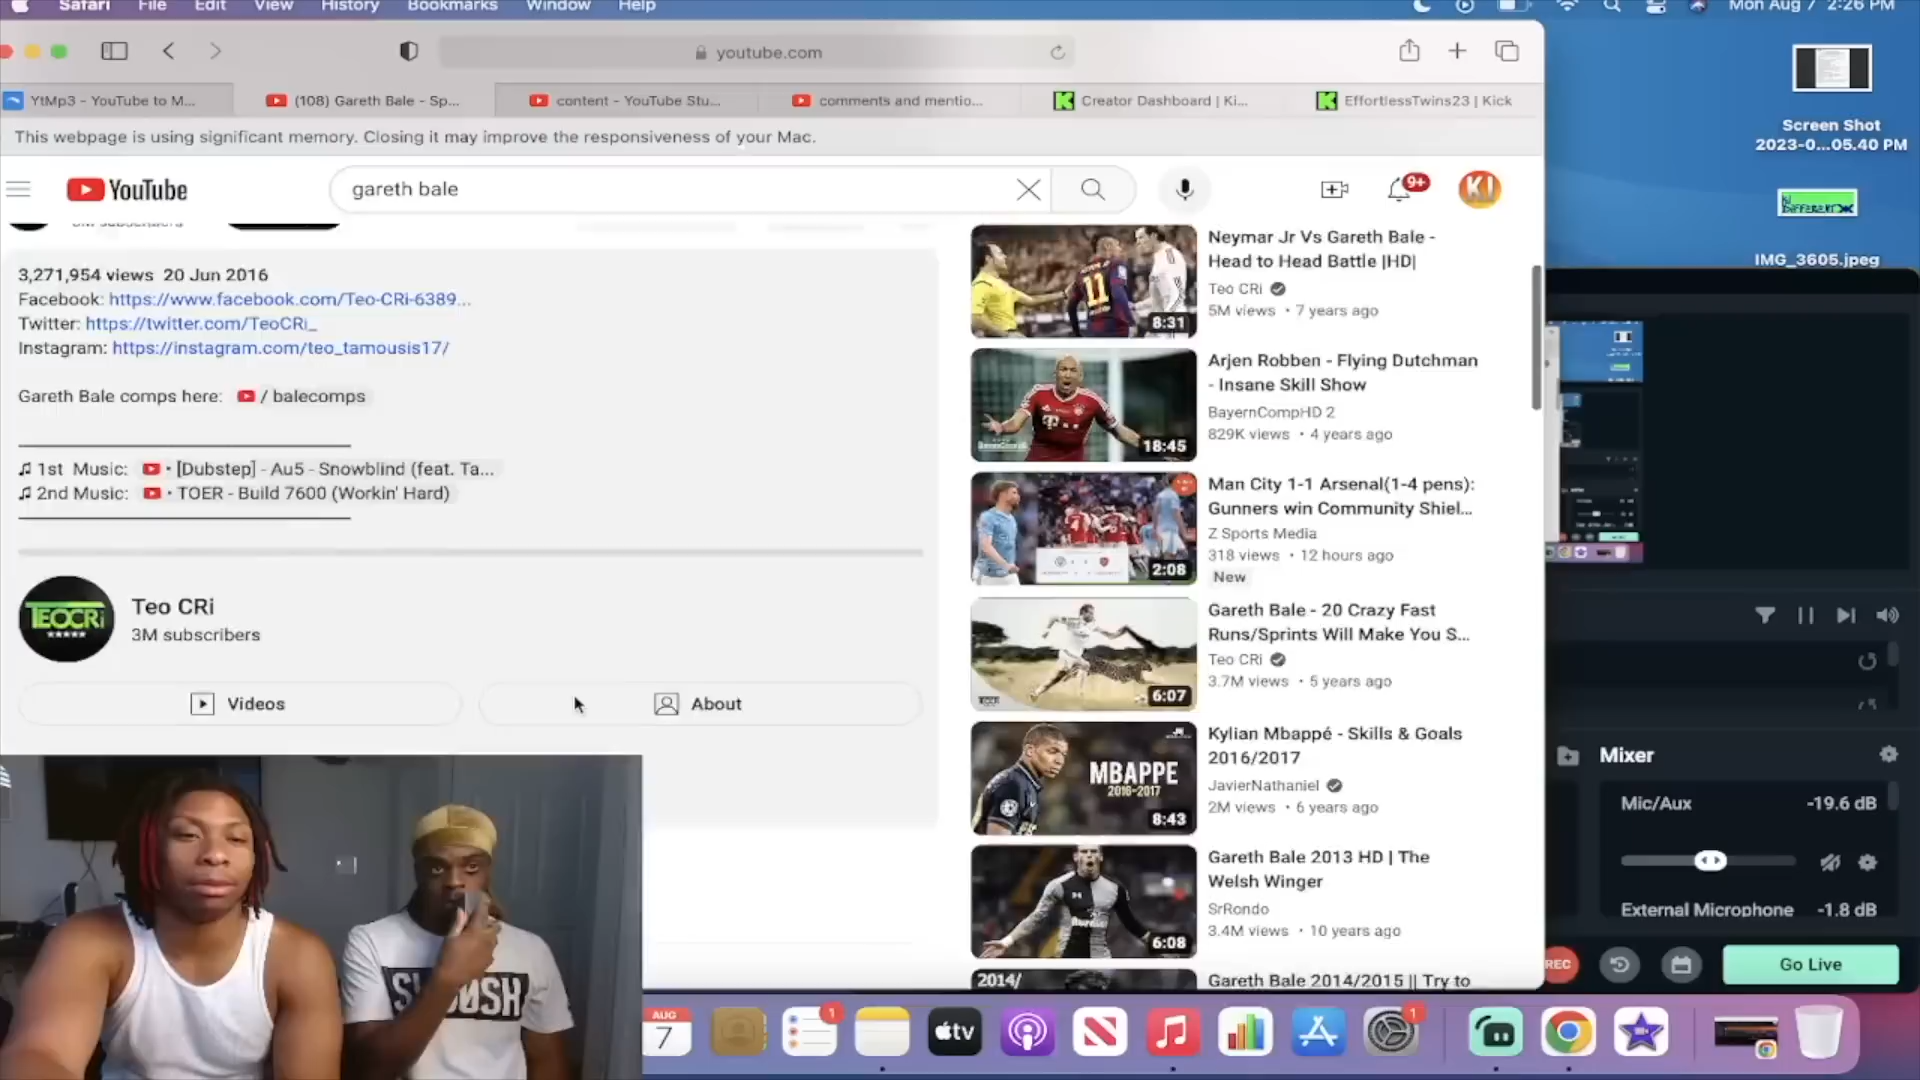 Safari File Edit View History Bookmarks Window Help
Mon Aug 7 2:26 PM
youtube.com
YtMp3 - YouTube to M...
(108) Gareth Bale - Sp...
content - YouTube Stu...
comments and mentio...
Creator Dashboard | Ki...
EffortlessTwins23 | Kick
This webpage is using significant memory. Closing it may improve the responsiveness of your Mac.
YouTube
gareth bale
9+
K!
3,271,954 views 20 Jun 2016
Facebook: https://www.facebook.com/Teo-CRi-6389...
Twitter: https://twitter.com/TeoCRi_
Instagram: https://instagram.com/teo_tamousis17/
Gareth Bale comps here: / balecomps
1st Music: • [Dubstep] - Au5 - Snowblind (feat. Ta...
2nd Music: • TOER - Build 7600 (Workin' Hard)
TEOCRi
Teo CRi
3M subscribers
Videos
About
8:31
Neymar Jr Vs Gareth Bale -
Head to Head Battle |HD|
Teo CRi
5M views • 7 years ago
18:45
Arjen Robben - Flying Dutchman
- Insane Skill Show
BayernCompHD 2
829K views • 4 years ago
2:08
Man City 1-1 Arsenal(1-4 pens):
Gunners win Community Shiel...
Z Sports Media
318 views • 12 hours ago
New
6:07
Gareth Bale - 20 Crazy Fast
Runs/Sprints Will Make You S...
Teo CRi
3.7M views • 5 years ago
MBAPPE
2016-2017
8:43
Kylian Mbappé - Skills & Goals
2016/2017
JavierNathaniel
2M views • 6 years ago
6:08
Gareth Bale 2013 HD | The
Welsh Winger
SrRondo
3.4M views • 10 years ago
2014/
Gareth Bale 2014/2015 || Try to
Screen Shot
2023-0...05.40 PM
IMG_3605.jpeg
Mixer
Mic/Aux -19.6 dB
External Microphone -1.8 dB
REC
Go Live
AUG
7
1
tv
1